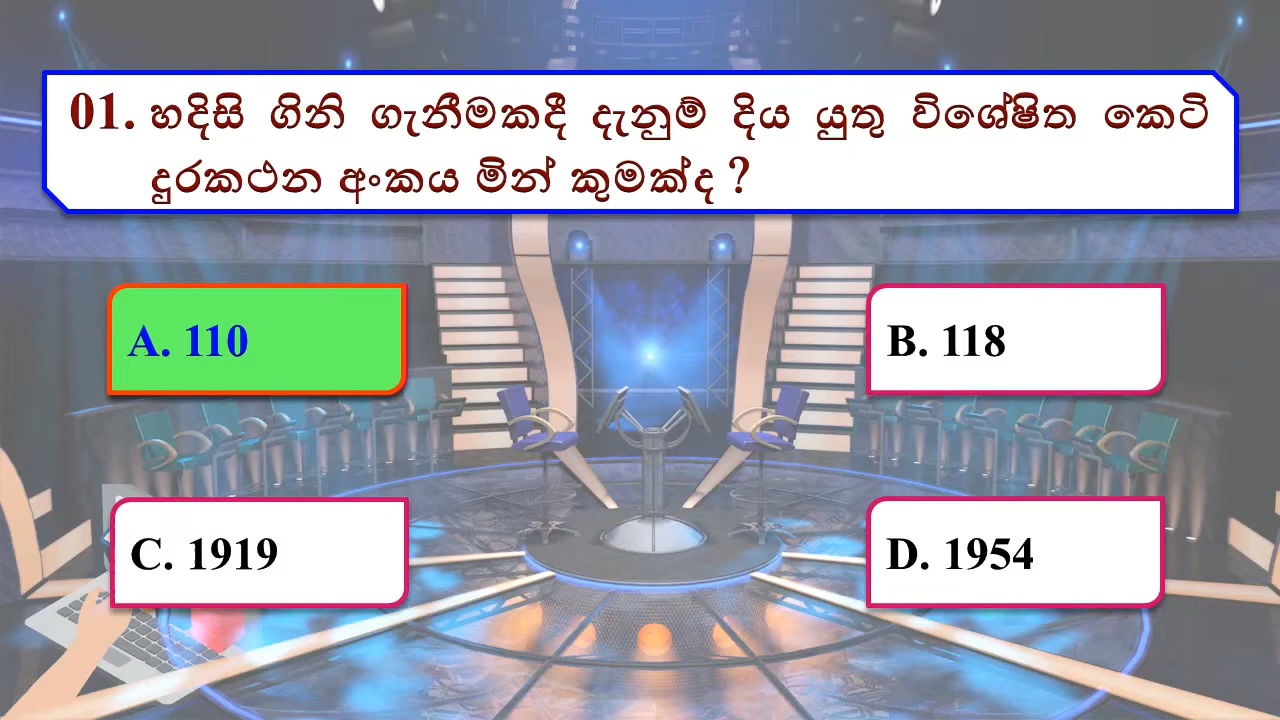 01. හදිසි ගිනි ගැනීමකදී දැනුම් දිය යුතු විශේෂිත කෙටි
දුරකථන අංකය මින් කුමක්ද ?
A. 110
B. 118
C. 1919
D. 1954